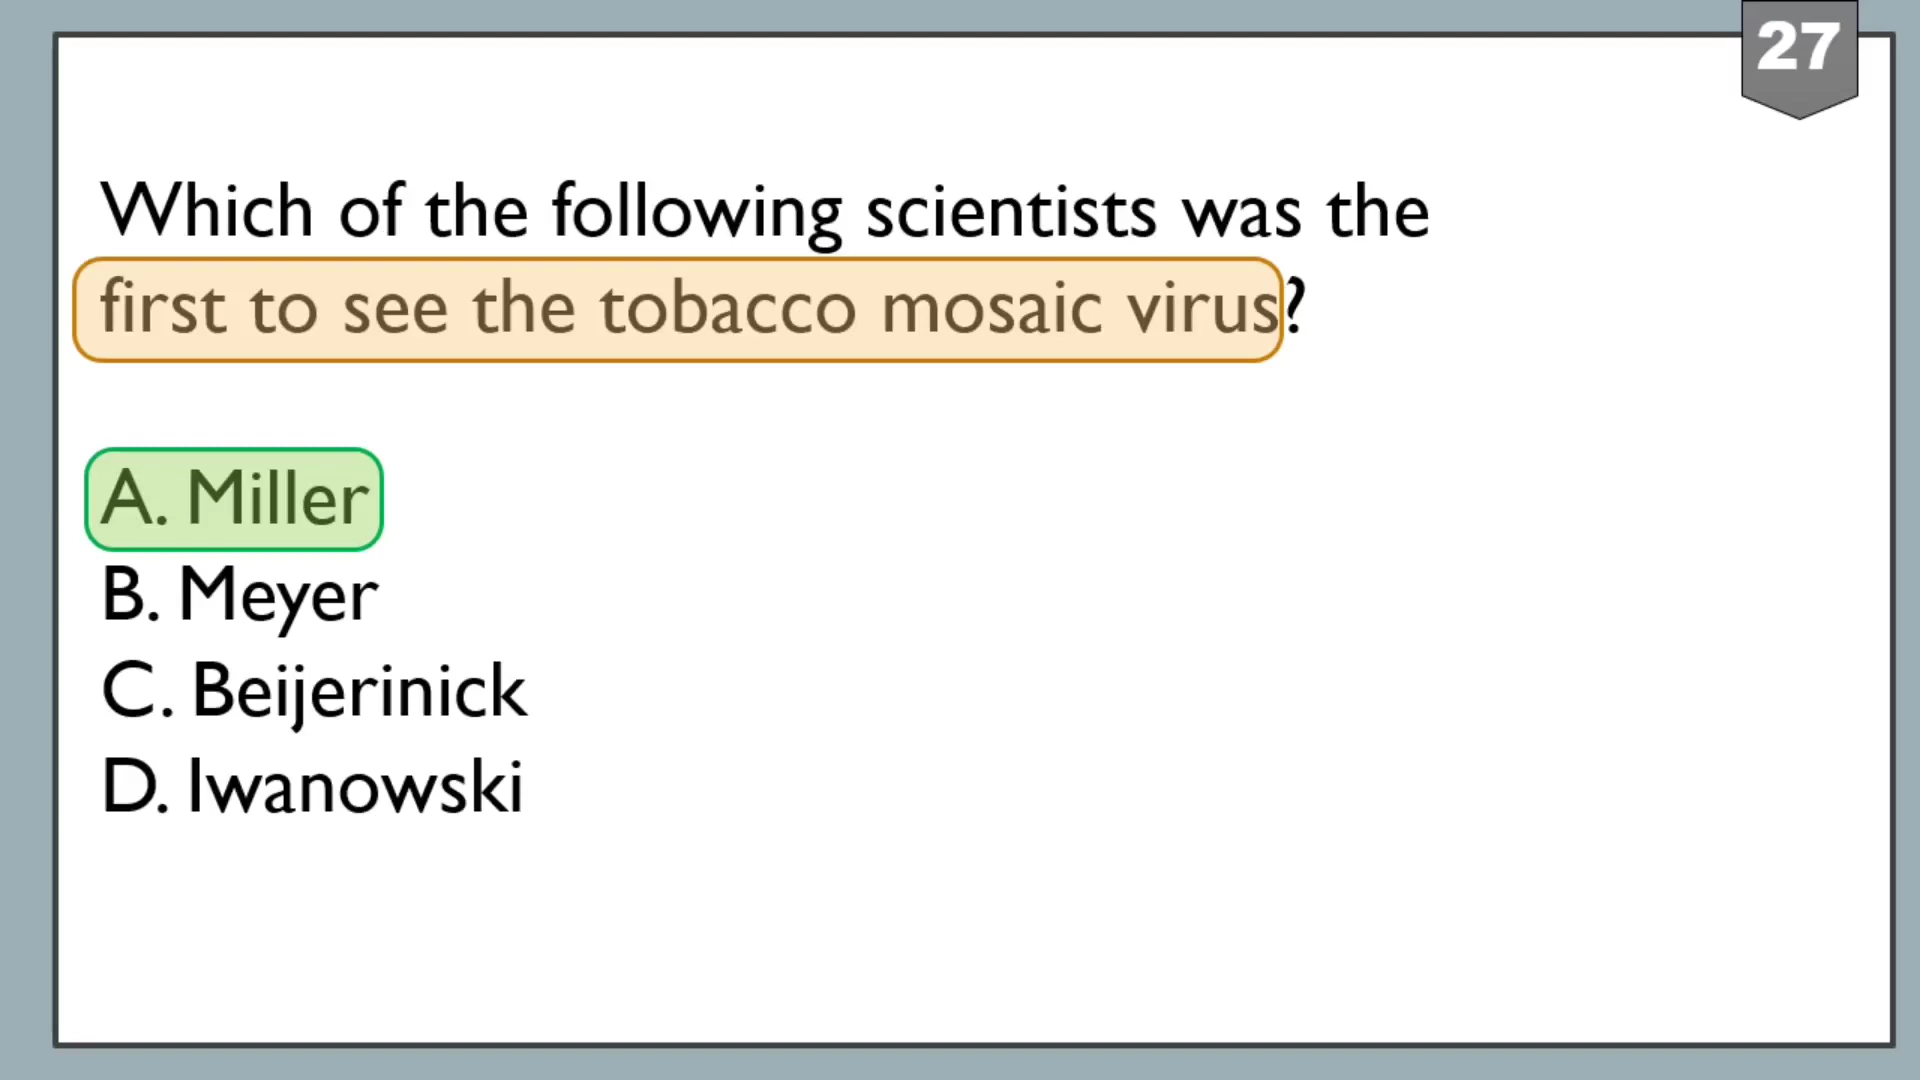 27
Which of the following scientists was the
first to see the tobacco mosaic virus?
A. Miller
B. Meyer
C. Beijerinick
D. Iwanowski